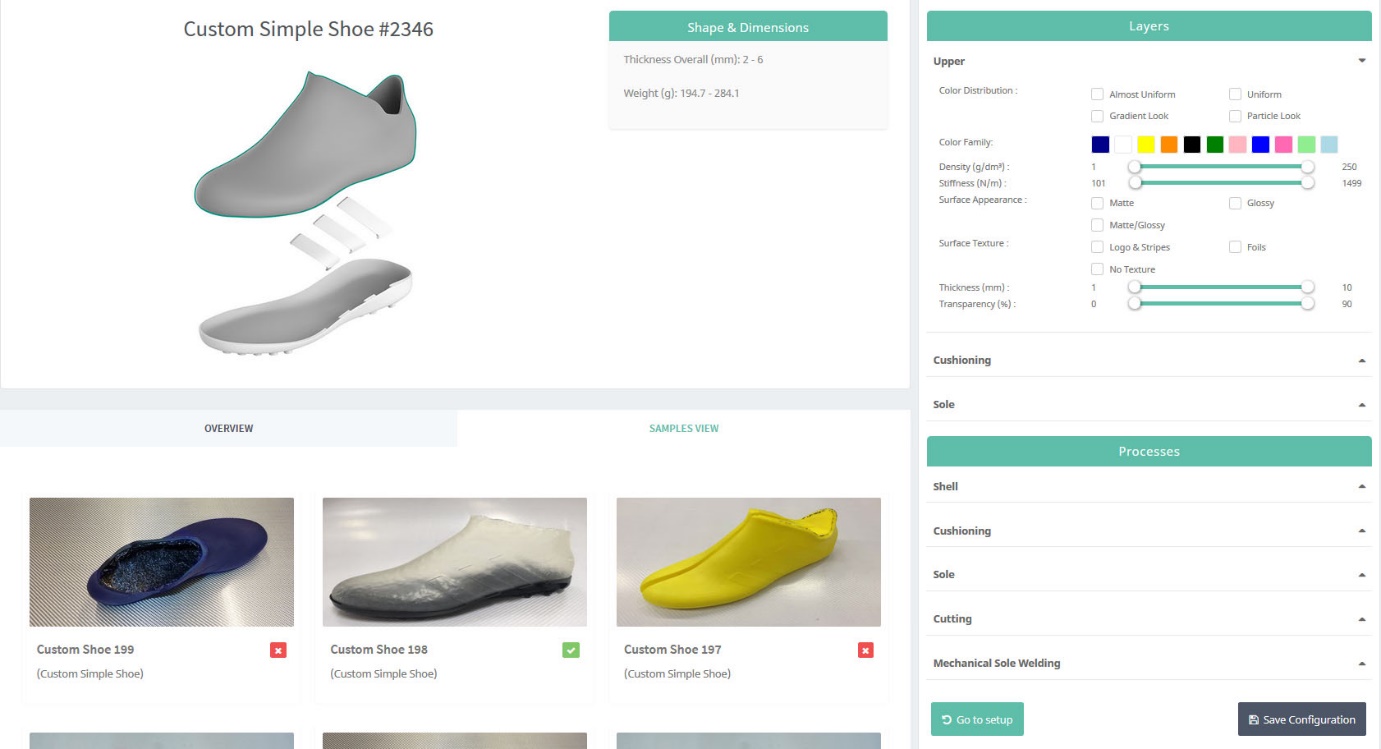 Custom Simple Shoe #2346
Shape & Dimensions
Thickness Overall (mm): 2 - 6
Weight (g): 194.7 - 284.1
OVERVIEW
SAMPLES VIEW
Custom Shoe 199
(Custom Simple Shoe)
Custom Shoe 198
(Custom Simple Shoe)
Custom Shoe 197
(Custom Simple Shoe)
Layers
Upper
Color Distribution :
Almost Uniform
Uniform
Gradient Look
Particle Look
Color Family:
Density (g/dm³) :
1
250
Stiffness (N/m) :
101
1499
Surface Appearance :
Matte
Glossy
Matte/Glossy
Surface Texture :
Logo & Stripes
Foils
No Texture
Thickness (mm) :
1
10
Transparency (%) :
0
90
Cushioning
Sole
Processes
Shell
Cushioning
Sole
Cutting
Mechanical Sole Welding
Go to setup
Save Configuration